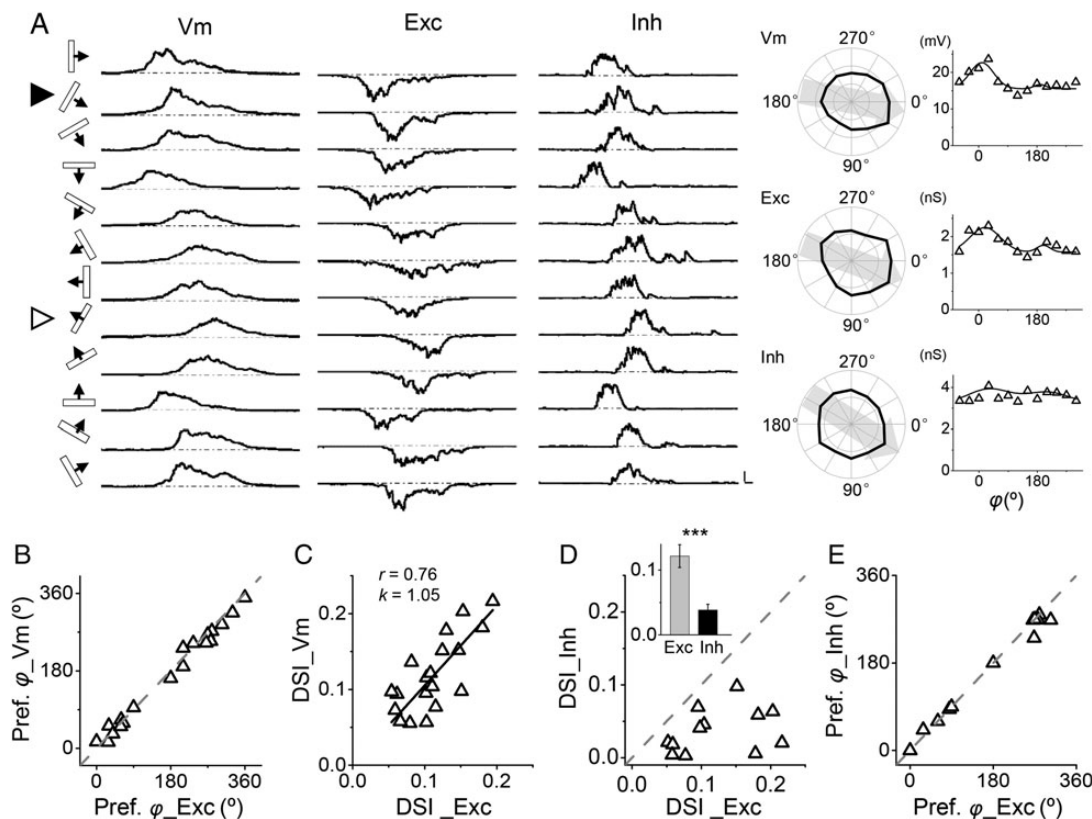 A
Vm
Exc
Inh
Vm
270°
180°
0°
90°
(mV)
20
10
0
0
180
Exc
270°
180°
0°
90°
(nS)
2
1
0
0
180
Inh
270°
180°
0°
90°
(nS)
4
2
0
0
180
φ(°)
B
Pref. φ_Vm (°)
360
180
0
0
180
360
Pref. φ_Exc (°)
C
r = 0.76
k = 1.05
DSI_Vm
0.2
0.1
0.0
0.0
0.1
0.2
DSI _Exc
D
***
0.1
0.0
Exc
Inh
DSI_Inh
0.2
0.1
0.0
0.0
0.1
0.2
DSI _Exc
E
Pref. φ_Inh (°)
360
180
0
0
180
360
Pref. φ_Exc (°)